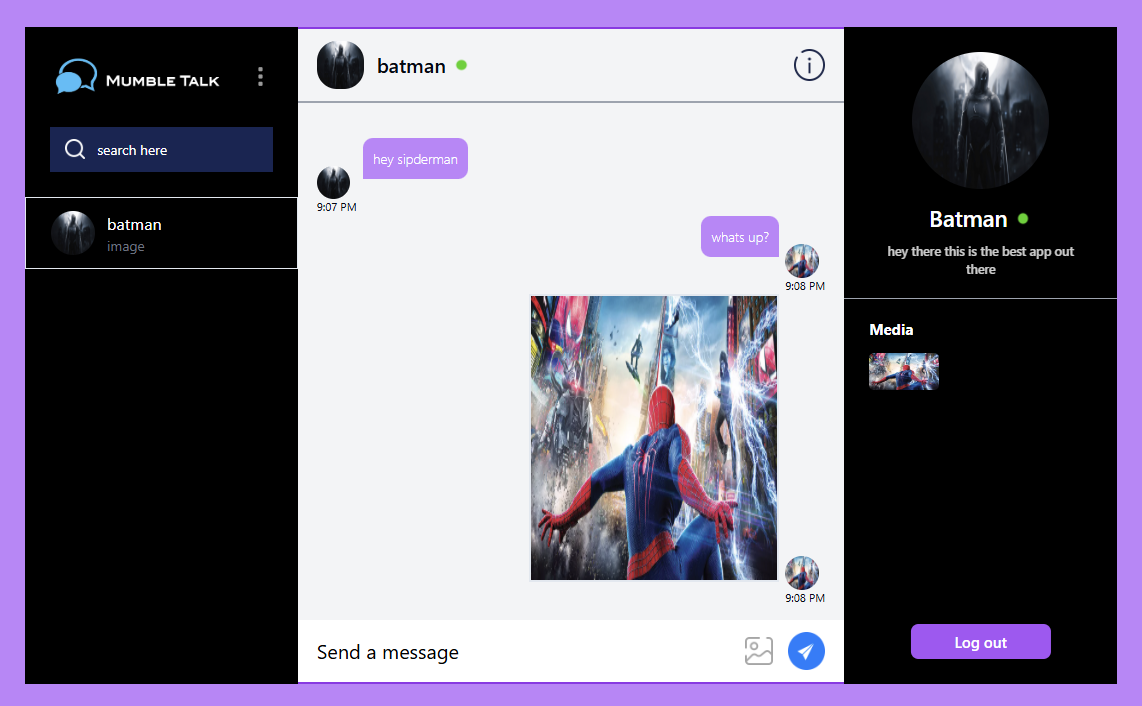 MUMBLE TALK
search here
batman
image
batman
hey sipderman
9:07 PM
whats up?
9:08 PM
9:08 PM
Send a message
Batman
hey there this is the best app out
there
Media
Log out